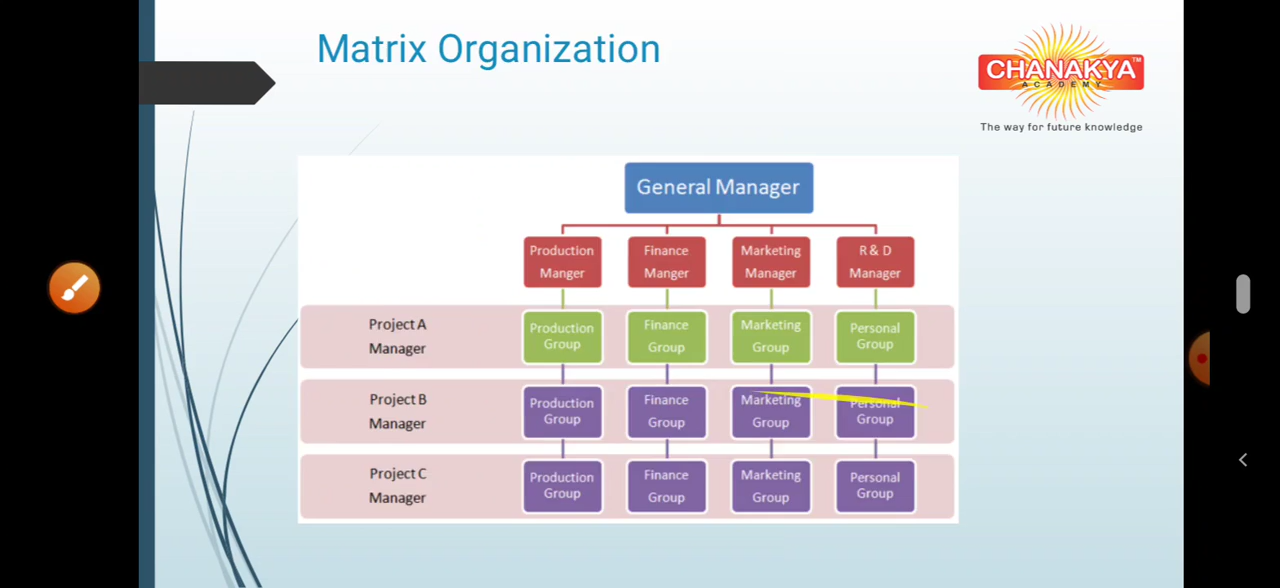 Matrix Organization
CHANAKYA™
ACADEMY
The way for future knowledge
General Manager
Production
Manger
Finance
Manger
Marketing
Manager
R & D
Manager
Project A
Manager
Production
Group
Finance
Group
Marketing
Group
Personal
Group
Project B
Manager
Production
Group
Finance
Group
Marketing
Group
Personal
Group
Project C
Manager
Production
Group
Finance
Group
Marketing
Group
Personal
Group